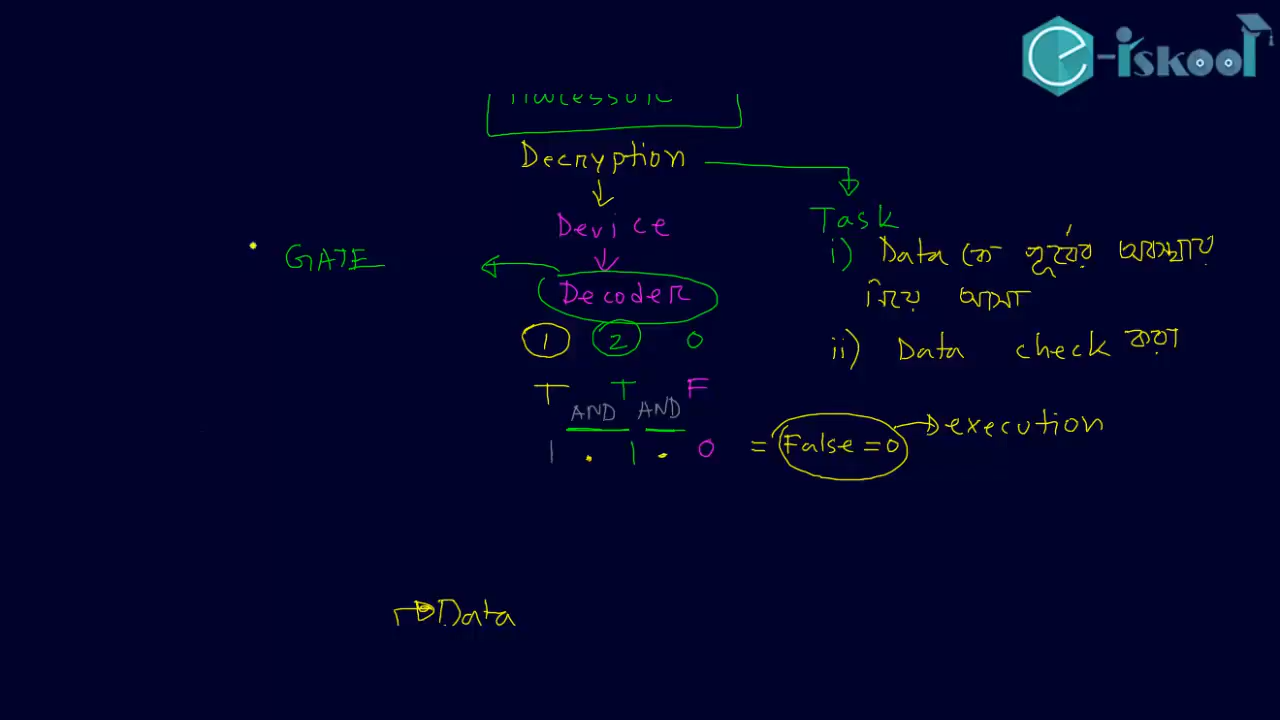 e-iskool
Decryption
Device
Task
GATE
i) Data কে পূর্বের অবস্থায়
Decoder
নিয়ে আসা
1 2 0
ii) Data check করা
T T F
AND AND
1 . 1 . 0 = False = 0 execution
Data